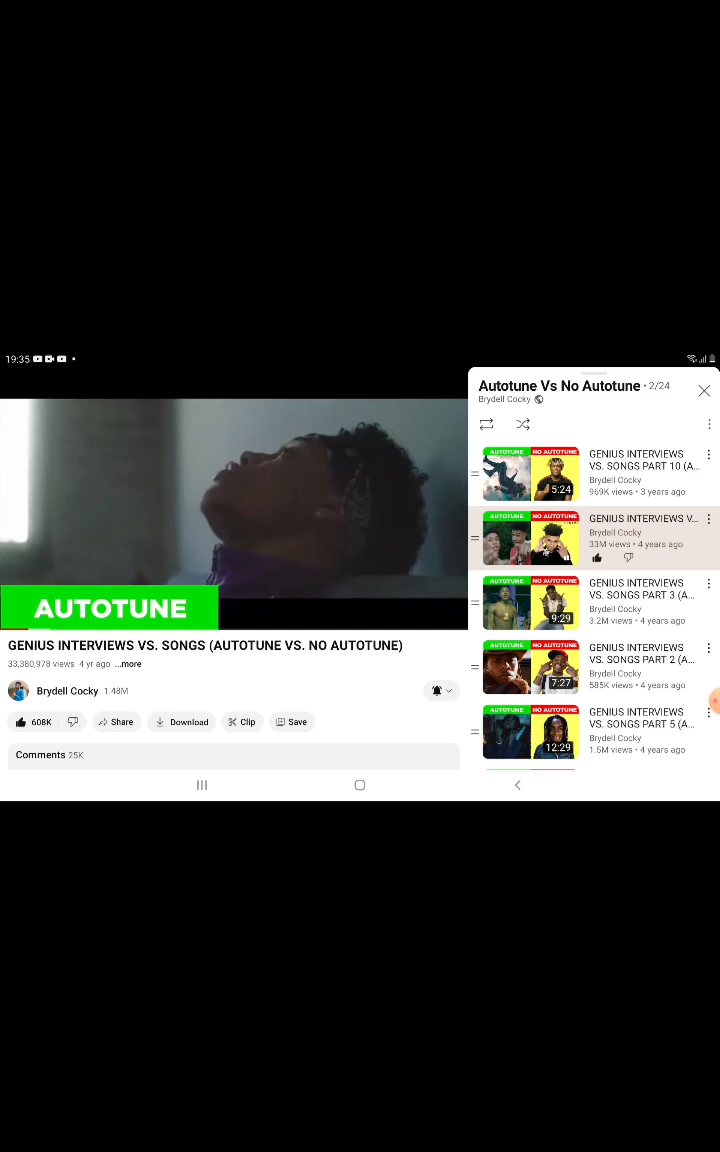 19:35
AUTOTUNE
GENIUS INTERVIEWS VS. SONGS (AUTOTUNE VS. NO AUTOTUNE)
33,380,978 views 4 yr ago ...more
Brydell Cocky 1.48M
608K Share Download Clip Save
Comments 25K
Autotune Vs No Autotune • 2/24
Brydell Cocky
AUTOTUNE NO AUTOTUNE
5:24
GENIUS INTERVIEWS
VS. SONGS PART 10 (A...
Brydell Cocky
969K views • 3 years ago
AUTOTUNE NO AUTOTUNE
GENIUS INTERVIEWS V...
Brydell Cocky
33M views • 4 years ago
AUTOTUNE NO AUTOTUNE
9:29
GENIUS INTERVIEWS
VS. SONGS PART 3 (A...
Brydell Cocky
3.2M views • 4 years ago
AUTOTUNE NO AUTOTUNE
7:27
GENIUS INTERVIEWS
VS. SONGS PART 2 (A...
Brydell Cocky
585K views • 4 years ago
AUTOTUNE NO AUTOTUNE
12:29
GENIUS INTERVIEWS
VS. SONGS PART 5 (A...
Brydell Cocky
1.5M views • 4 years ago